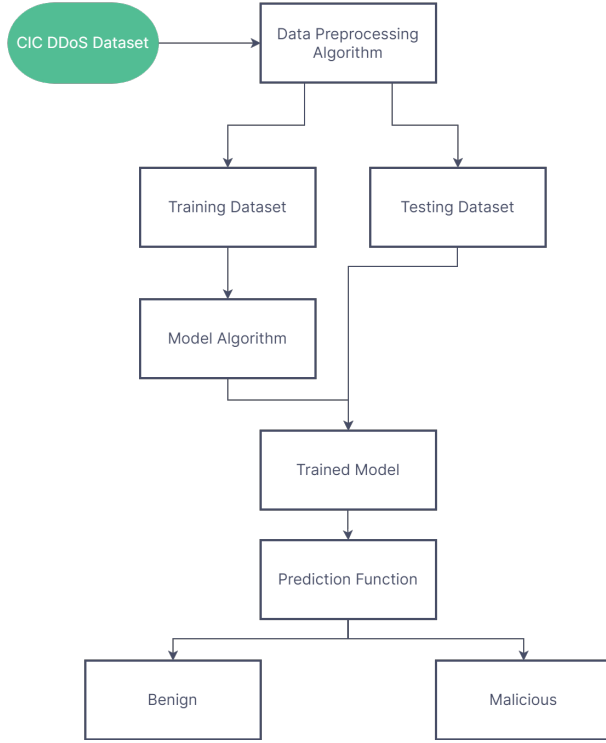 CIC DDoS Dataset
Data Preprocessing
Algorithm
Training Dataset
Testing Dataset
Model Algorithm
Trained Model
Prediction Function
Benign
Malicious